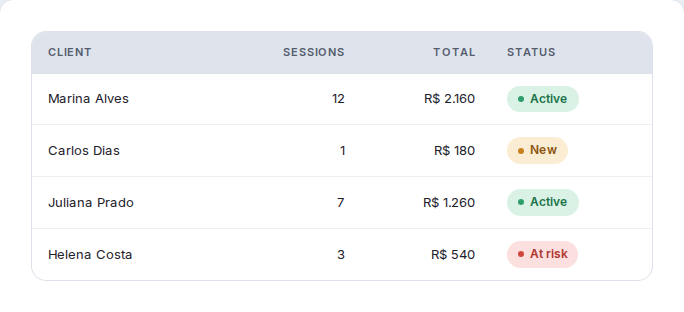 CLIENT SESSIONS TOTAL STATUS
Marina Alves 12 R$ 2.160 Active
Carlos Dias 1 R$ 180 New
Juliana Prado 7 R$ 1.260 Active
Helena Costa 3 R$ 540 At risk